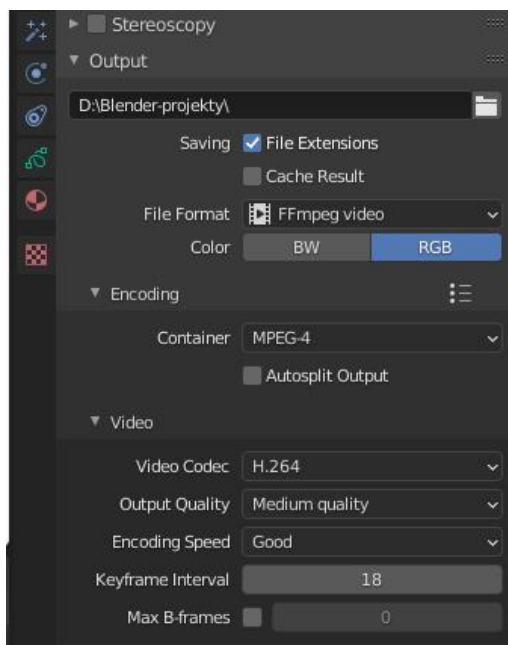 Stereoscopy
Output
D:\Blender-projekty\
Saving File Extensions
Cache Result
File Format FFmpeg video
Color BW RGB
Encoding
Container MPEG-4
Autosplit Output
Video
Video Codec H.264
Output Quality Medium quality
Encoding Speed Good
Keyframe Interval 18
Max B-frames 0